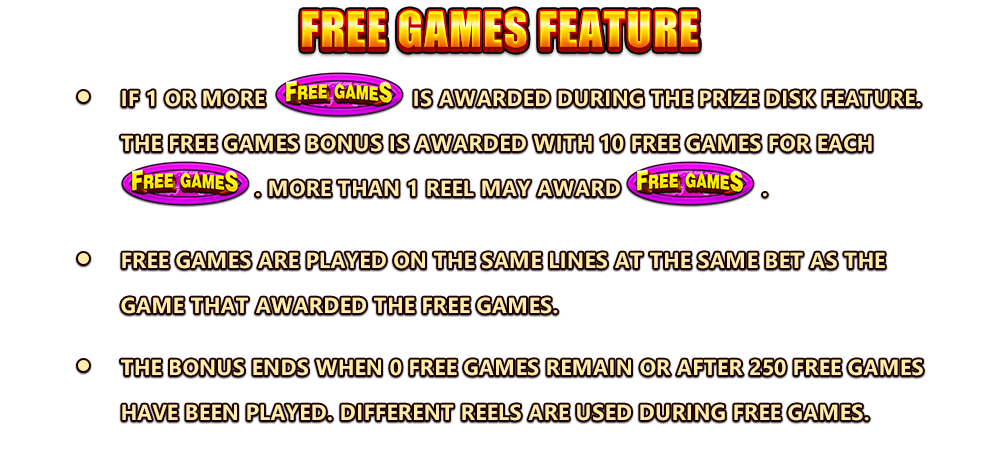 FREE GAMES FEATURE
• IF 1 OR MORE FREE GAMES IS AWARDED DURING THE PRIZE DISK FEATURE.
THE FREE GAMES BONUS IS AWARDED WITH 10 FREE GAMES FOR EACH
FREE GAMES . MORE THAN 1 REEL MAY AWARD FREE GAMES .
• FREE GAMES ARE PLAYED ON THE SAME LINES AT THE SAME BET AS THE
GAME THAT AWARDED THE FREE GAMES.
• THE BONUS ENDS WHEN 0 FREE GAMES REMAIN OR AFTER 250 FREE GAMES
HAVE BEEN PLAYED. DIFFERENT REELS ARE USED DURING FREE GAMES.